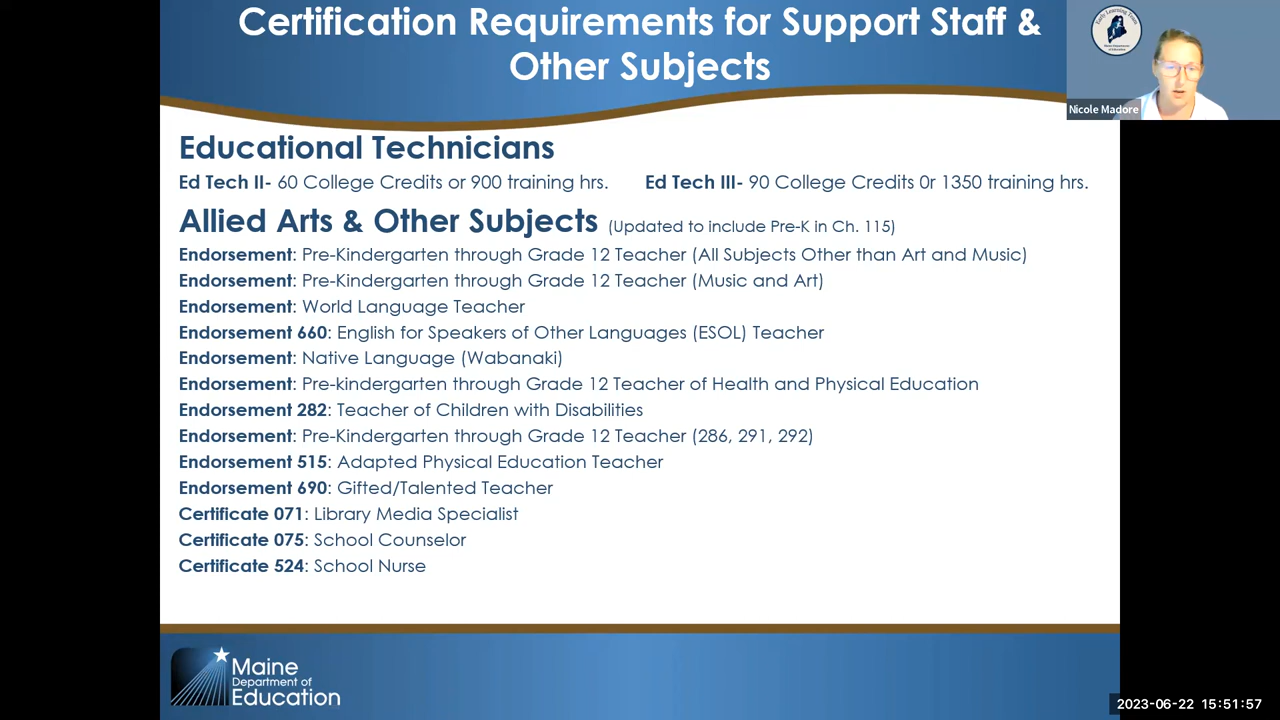 Certification Requirements for Support Staff &
Other Subjects
Early Learning Team
Maine Department
of Education
Nicole Madore
Educational Technicians
Ed Tech II- 60 College Credits or 900 training hrs. Ed Tech III- 90 College Credits 0r 1350 training hrs.
Allied Arts & Other Subjects (Updated to include Pre-K in Ch. 115)
Endorsement: Pre-Kindergarten through Grade 12 Teacher (All Subjects Other than Art and Music)
Endorsement: Pre-Kindergarten through Grade 12 Teacher (Music and Art)
Endorsement: World Language Teacher
Endorsement 660: English for Speakers of Other Languages (ESOL) Teacher
Endorsement: Native Language (Wabanaki)
Endorsement: Pre-kindergarten through Grade 12 Teacher of Health and Physical Education
Endorsement 282: Teacher of Children with Disabilities
Endorsement: Pre-Kindergarten through Grade 12 Teacher (286, 291, 292)
Endorsement 515: Adapted Physical Education Teacher
Endorsement 690: Gifted/Talented Teacher
Certificate 071: Library Media Specialist
Certificate 075: School Counselor
Certificate 524: School Nurse
Maine
Department of
Education
2023-06-22 15:51:57